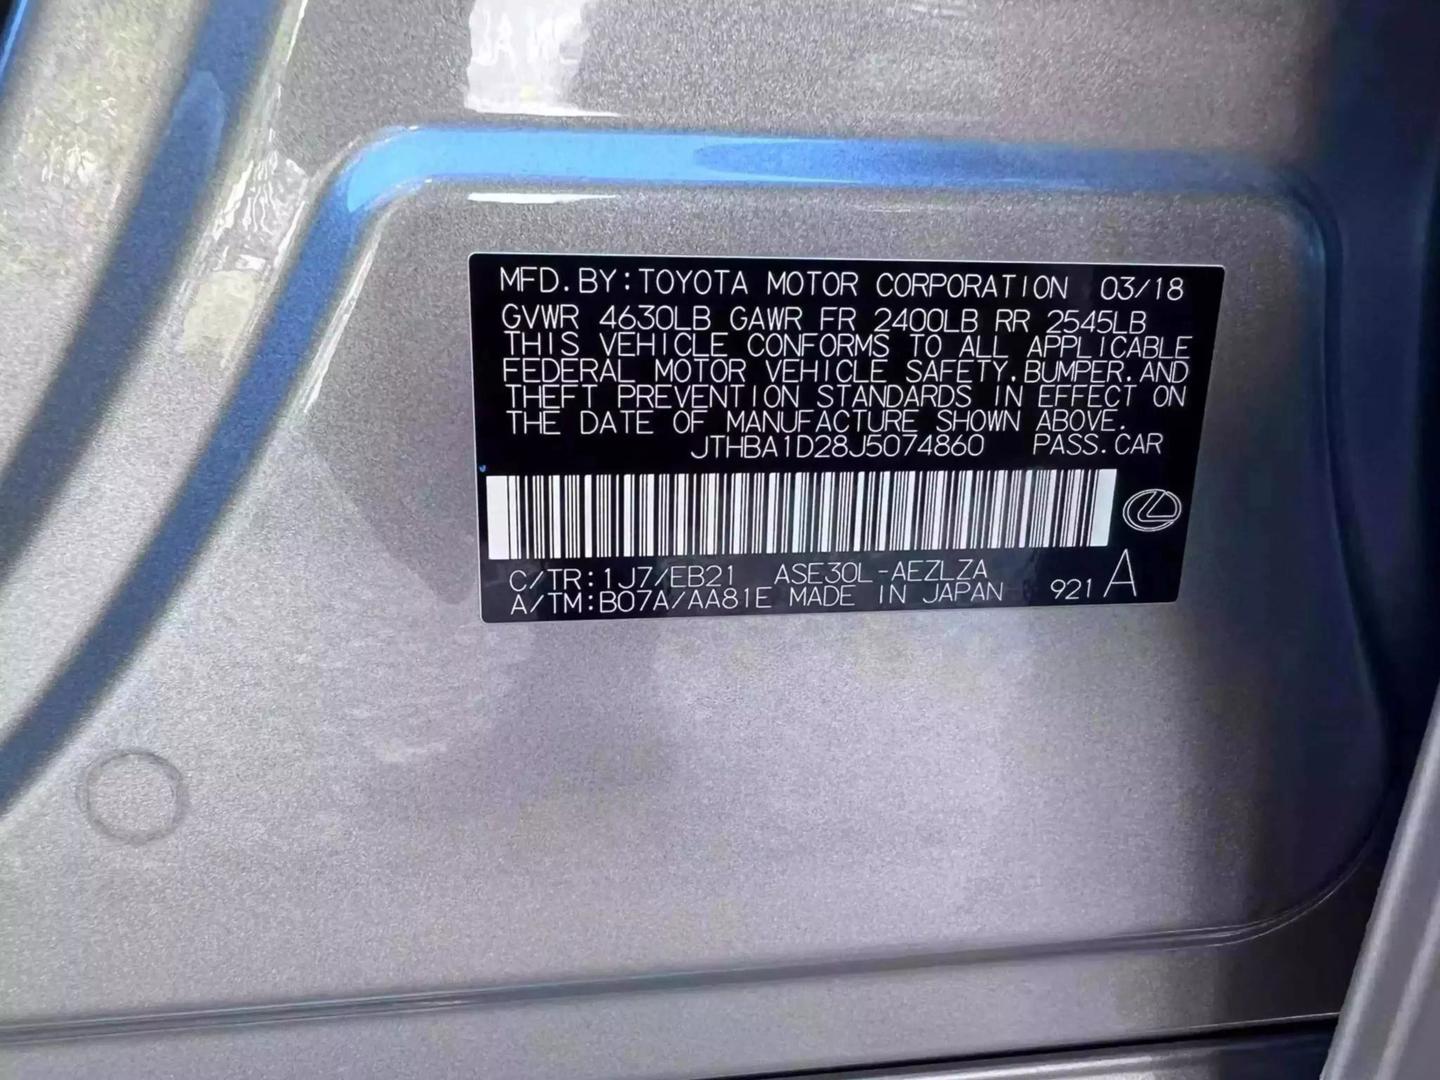 MFD.BY:TOYOTA MOTOR CORPORATION 03/18
GVWR 4630LB GAWR FR 2400LB RR 2545LB
THIS VEHICLE CONFORMS TO ALL APPLICABLE
FEDERAL MOTOR VEHICLE SAFETY,BUMPER,AND
THEFT PREVENTION STANDARDS IN EFFECT ON
THE DATE OF MANUFACTURE SHOWN ABOVE.
JTHBA1D28J5074860 PASS.CAR
C/TR:1J7/EB21 ASE30L-AEZLZA
A/TM:B07A/AA81E MADE IN JAPAN 921 A